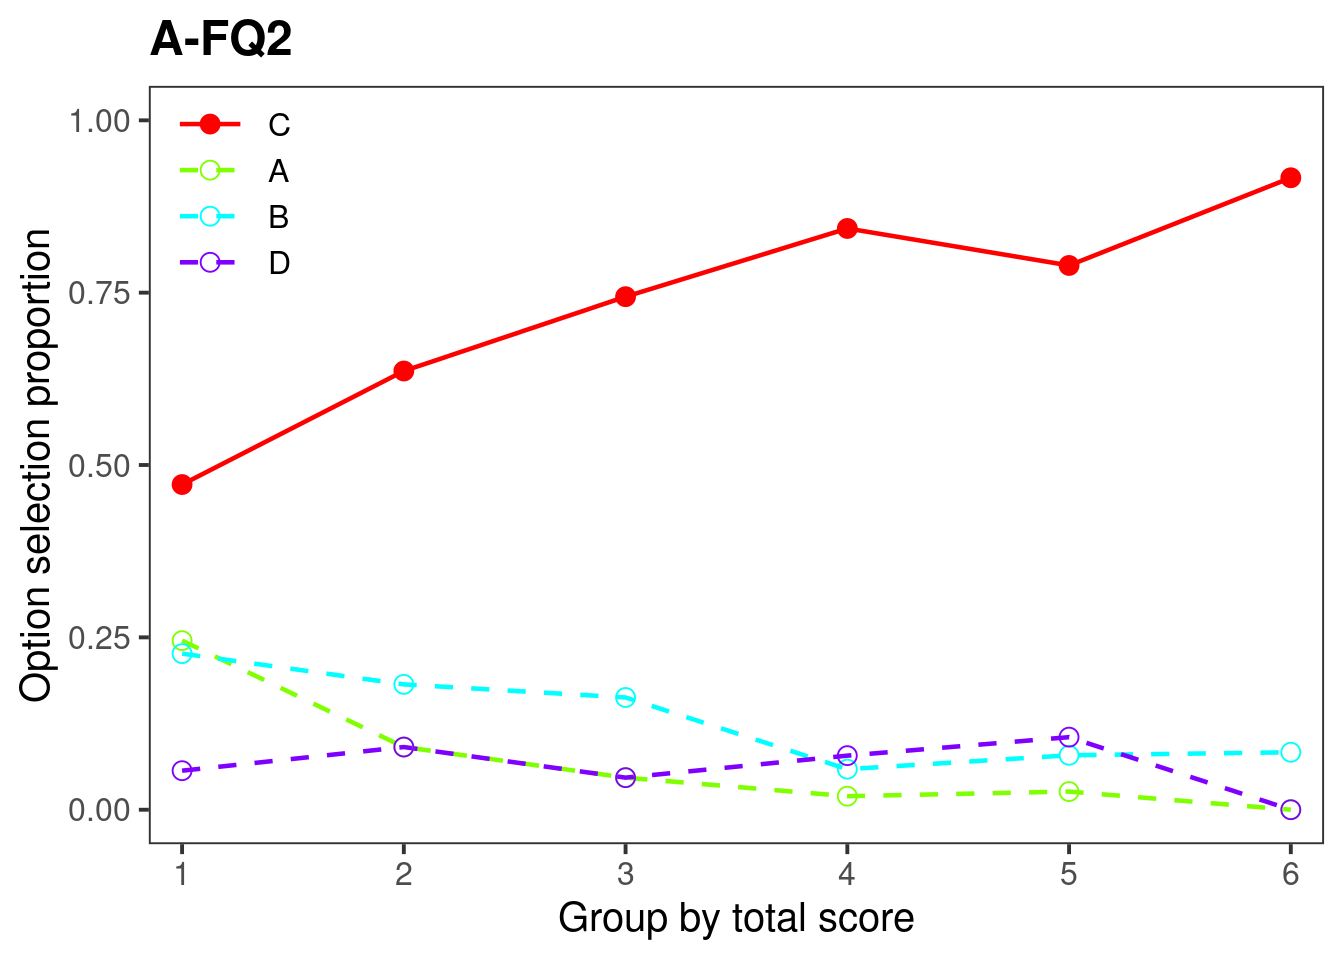 A-FQ2
1.00
0.75
0.50
0.25
0.00
Option selection proportion
C
A
B
D
1 2 3 4 5 6
Group by total score